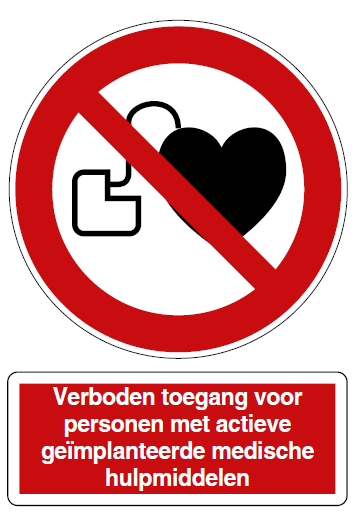 Verboden toegang voor
personen met actieve
geïmplanteerde medische
hulpmiddelen